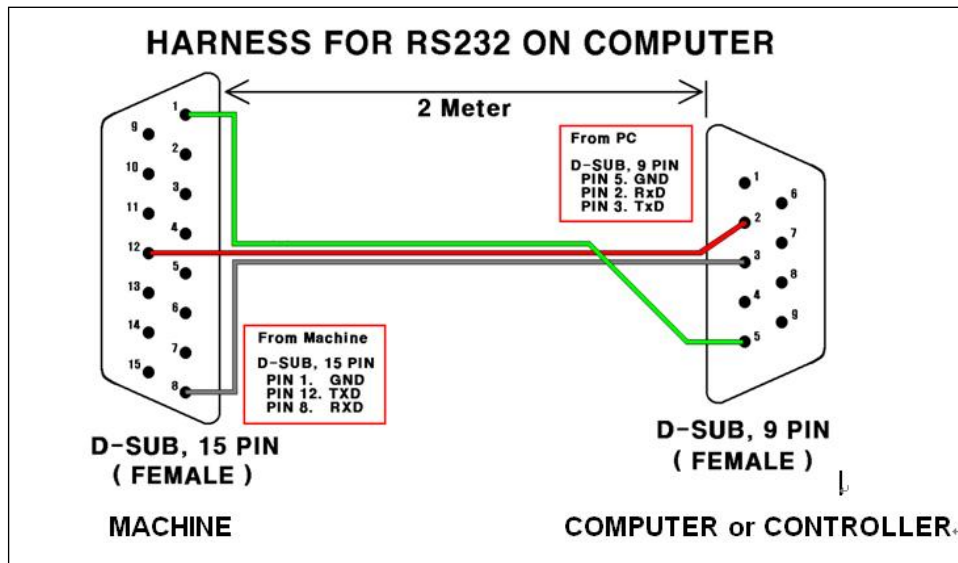 HARNESS FOR RS232 ON COMPUTER
2 Meter
1
9
2
10
3
11
4
12
5
13
6
14
7
15
8
From Machine
D-SUB, 15 PIN
PIN 1. GND
PIN 12. TXD
PIN 8. RXD
D-SUB, 15 PIN
( FEMALE )
MACHINE
From PC
D-SUB, 9 PIN
PIN 5. GND
PIN 2. RxD
PIN 3. TxD
1
6
2
7
3
8
4
9
5
D-SUB, 9 PIN
( FEMALE )
COMPUTER or CONTROLLER